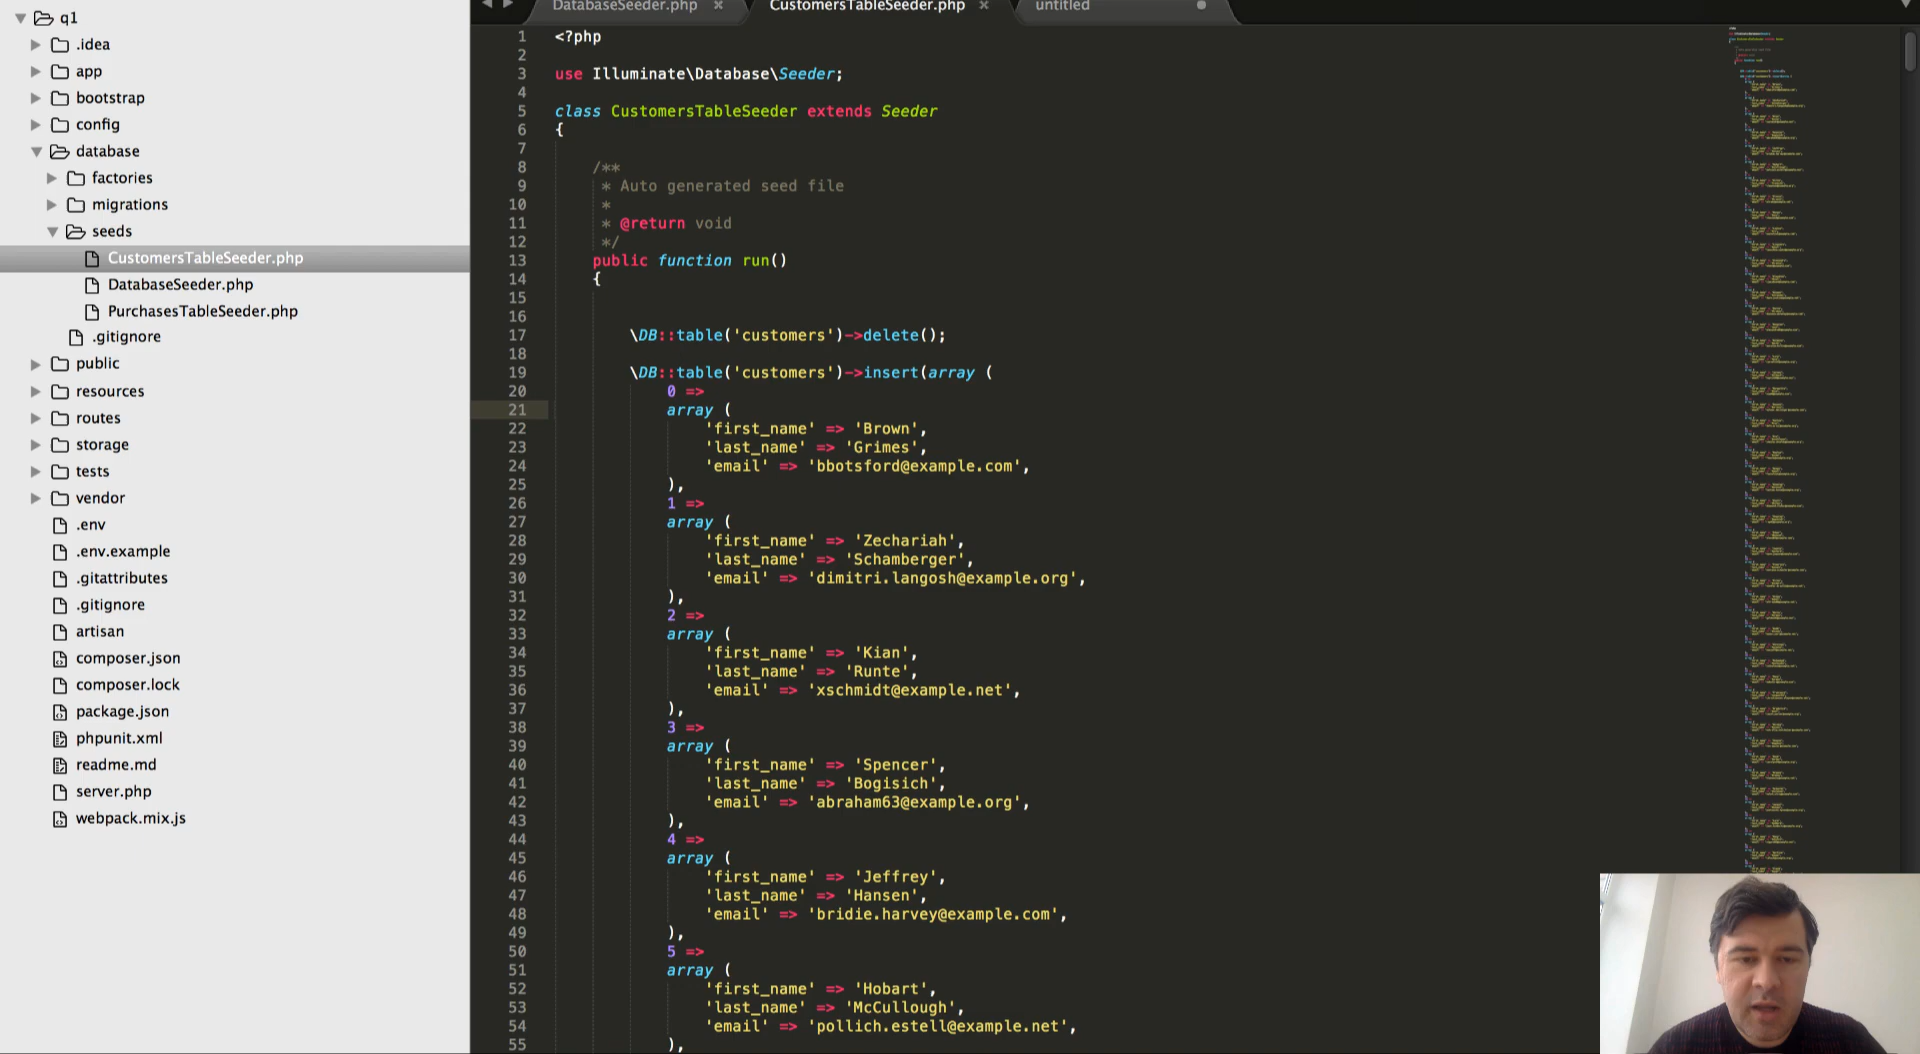 q1
.idea
app
bootstrap
config
database
factories
migrations
seeds
CustomersTableSeeder.php
DatabaseSeeder.php
PurchasesTableSeeder.php
.gitignore
public
resources
routes
storage
tests
vendor
.env
.env.example
.gitattributes
.gitignore
artisan
composer.json
composer.lock
package.json
phpunit.xml
readme.md
server.php
webpack.mix.js
DatabaseSeeder.php × CustomersTableSeeder.php × untitled
1 <?php
2
3 use Illuminate\Database\Seeder;
4
5 class CustomersTableSeeder extends Seeder
6 {
7
8 /**
9 * Auto generated seed file
10 *
11 * @return void
12 */
13 public function run()
14 {
15
16
17 \DB::table('customers')->delete();
18
19 \DB::table('customers')->insert(array (
20 0 =>
21 array (
22 'first_name' => 'Brown',
23 'last_name' => 'Grimes',
24 'email' => 'bbotsford@example.com',
25 ),
26 1 =>
27 array (
28 'first_name' => 'Zechariah',
29 'last_name' => 'Schamberger',
30 'email' => 'dimitri.langosh@example.org',
31 ),
32 2 =>
33 array (
34 'first_name' => 'Kian',
35 'last_name' => 'Runte',
36 'email' => 'xschmidt@example.net',
37 ),
38 3 =>
39 array (
40 'first_name' => 'Spencer',
41 'last_name' => 'Bogisich',
42 'email' => 'abraham63@example.org',
43 ),
44 4 =>
45 array (
46 'first_name' => 'Jeffrey',
47 'last_name' => 'Hansen',
48 'email' => 'bridie.harvey@example.com',
49 ),
50 5 =>
51 array (
52 'first_name' => 'Hobart',
53 'last_name' => 'McCullough',
54 'email' => 'pollich.estell@example.net',
55 ),